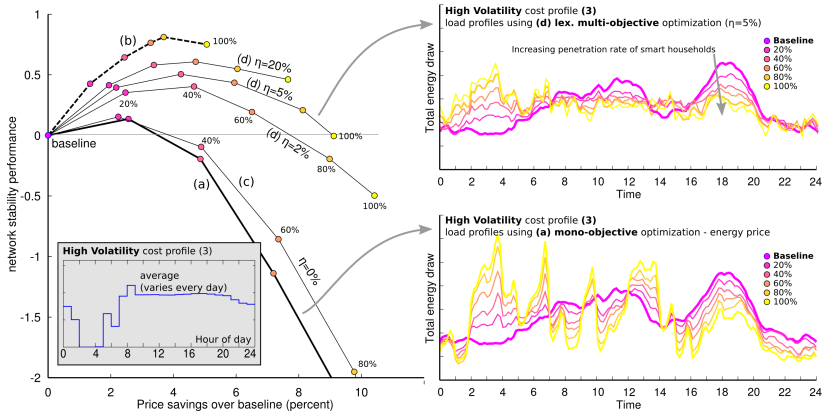 1
0.5
0
-0.5
-1
-1.5
-2
0
2
4
6
8
10
network stability performance
Price savings over baseline (percent)
(b)
100%
(d) η=20%
(d) η=5%
20%
40%
60%
100%
(d) η=2%
80%
100%
baseline
(a)
40%
(c)
60%
η=0%
80%
High Volatility cost profile (3)
average
(varies every day)
Hour of day
0 4 8 12 16 20 24
High Volatility cost profile (3)
load profiles using (d) lex. multi-objective optimization (η=5%)
Increasing penetration rate of smart households
Baseline
20%
40%
60%
80%
100%
Total energy draw
0 2 4 6 8 10 12 14 16 18 20 22 24
Time
High Volatility cost profile (3)
load profiles using (a) mono-objective optimization - energy price
Baseline
20%
40%
60%
80%
100%
Total energy draw
0 2 4 6 8 10 12 14 16 18 20 22 24
Time